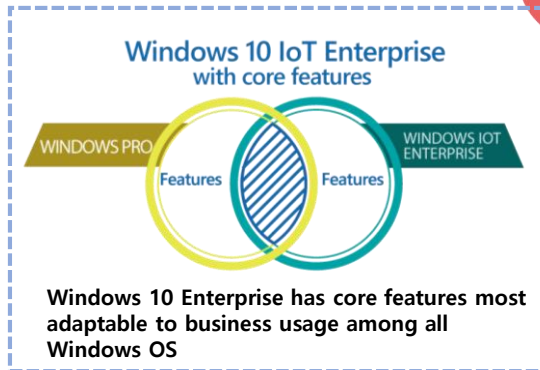 Windows 10 IoT Enterprise
with core features
WINDOWS PRO
WINDOWS IOT
ENTERPRISE
Features
Features
Windows 10 Enterprise has core features most
adaptable to business usage among all
Windows OS